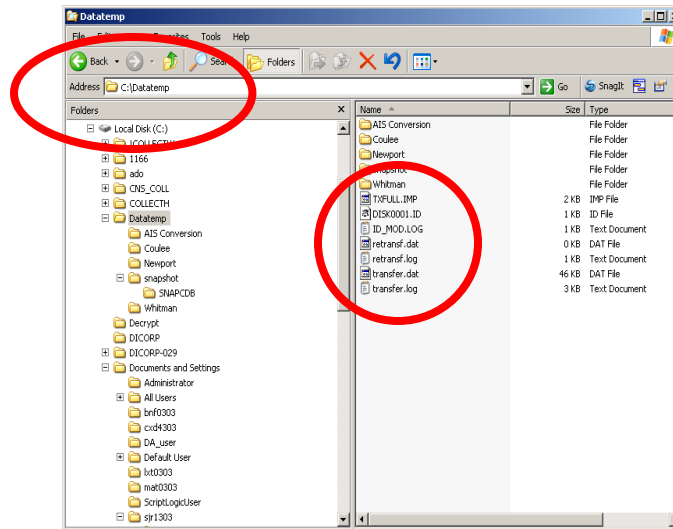 Datatemp
File Favorites Tools Help
Back Folders
Address C:\Datatemp Go SnagIt
Folders X
Local Disk (C:)
1166
ado
CNS_COLL
COLLECTH
Datatemp
AIS Conversion
Coulee
Newport
snapshot
SNAPCDB
Whitman
Decrypt
DICORP
DICORP-029
Documents and Settings
Administrator
All Users
bnf0303
cxd4303
DA_user
Default User
lxt0303
mat0303
ScriptLogicUser
sjr1303
Name Size Type
AIS Conversion File Folder
Coulee File Folder
Newport File Folder
snapshot File Folder
Whitman File Folder
TXFULL.IMP 2 KB IMP File
DISK0001.ID 1 KB ID File
ID_MOD.LOG 1 KB Text Document
retransf.dat 0 KB DAT File
retransf.log 1 KB Text Document
transfer.dat 46 KB DAT File
transfer.log 3 KB Text Document